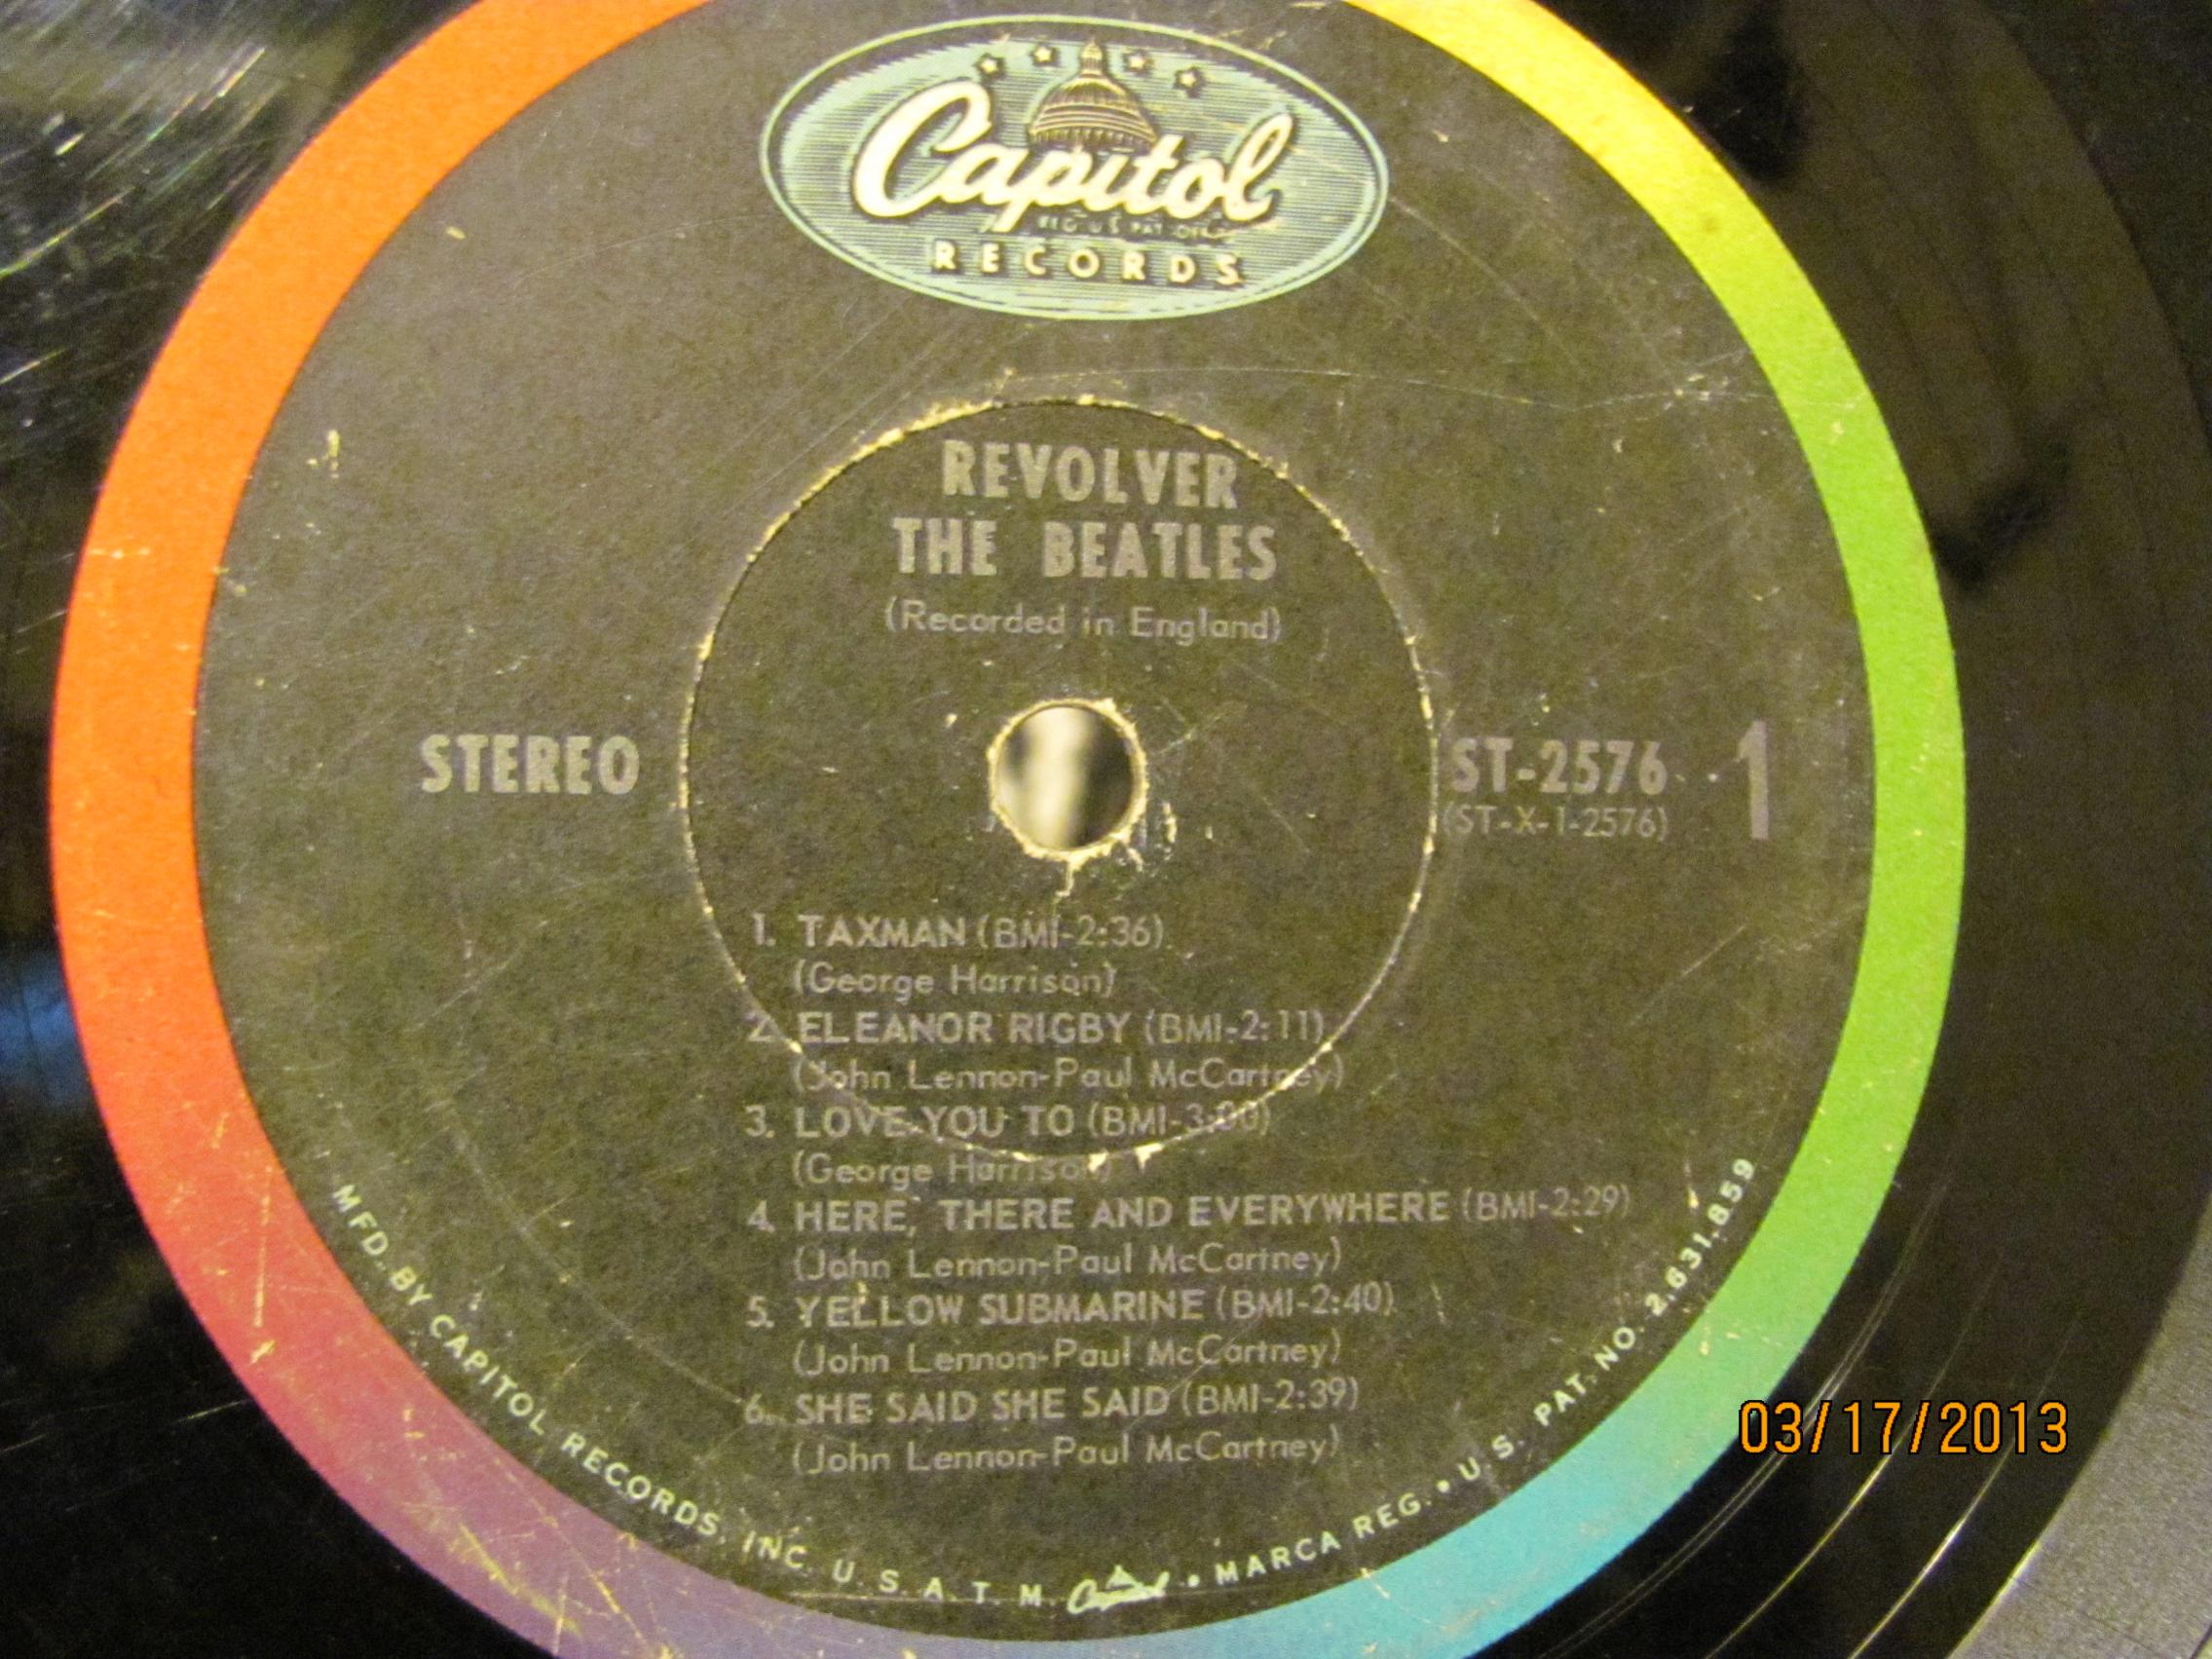 Capitol
REG. U.S. PAT. OFF.
RECORDS
REVOLVER
THE BEATLES
(Recorded in England)
STEREO
ST-2576
(ST-X-1-2576)
1
1. TAXMAN (BMI-2:36)
(George Harrison)
2. ELEANOR RIGBY (BMI-2:11)
(John Lennon-Paul McCartney)
3. LOVE YOU TO (BMI-3:00)
(George Harrison)
4. HERE, THERE AND EVERYWHERE (BMI-2:29)
(John Lennon-Paul McCartney)
5. YELLOW SUBMARINE (BMI-2:40)
(John Lennon-Paul McCartney)
6. SHE SAID SHE SAID (BMI-2:39)
(John Lennon-Paul McCartney)
MFD. BY CAPITOL RECORDS, INC. U. S. A. T. M. Capitol • MARCA REG. • U. S. PAT. NO. 2,631,859
03/17/2013